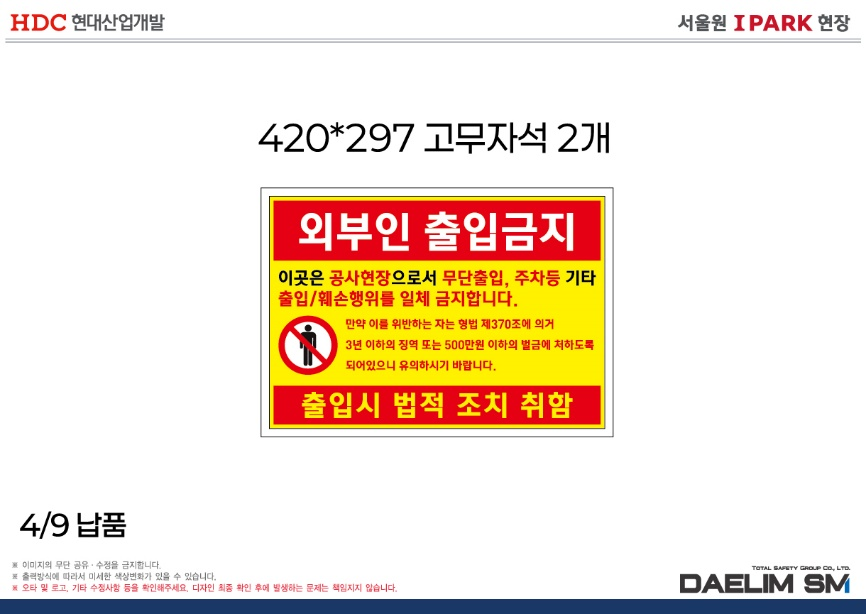 HDC 현대산업개발
서울원 IPARK 현장
420*297 고무자석 2개
외부인 출입금지
이곳은 공사현장으로서 무단출입, 주차등 기타
출입/훼손행위를 일체 금지합니다.
만약 이를 위반하는 자는 형법 제370조에 의거
3년 이하의 징역 또는 500만원 이하의 벌금에 처하도록
되어있으니 유의하시기 바랍니다.
출입시 법적 조치 취함
4/9 납품
※ 이미지의 무단 공유 · 수정을 금지합니다.
※ 출력방식에 따라서 미세한 색상변화가 있을 수 있습니다.
※ 오타 및 로고, 기타 수정사항 등을 확인해주세요. 디자인 최종 확인 후에 발생하는 문제는 책임지지 않습니다.
TOTAL SAFETY GROUP CO., LTD.
DAELIM SM